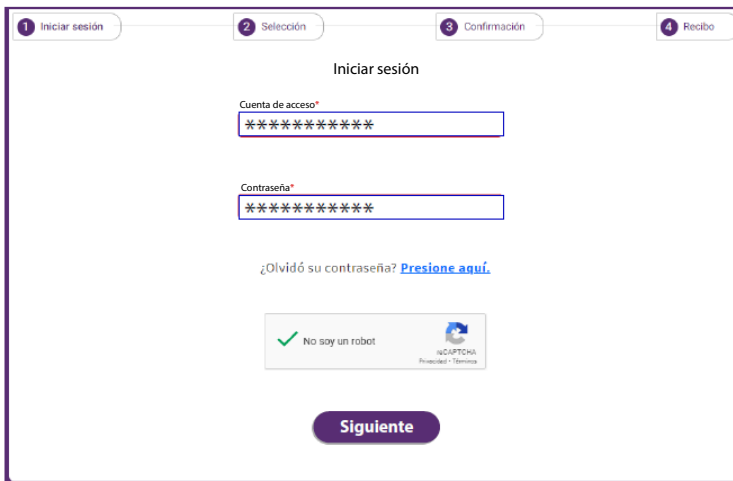 1 Iniciar sesión 2 Selección 3 Confirmación 4 Recibo
Iniciar sesión
Cuenta de acceso*
***********
Contraseña*
***********
¿Olvidó su contraseña? Presione aquí.
No soy un robot
reCAPTCHA
Privacidad - Términos
Siguiente